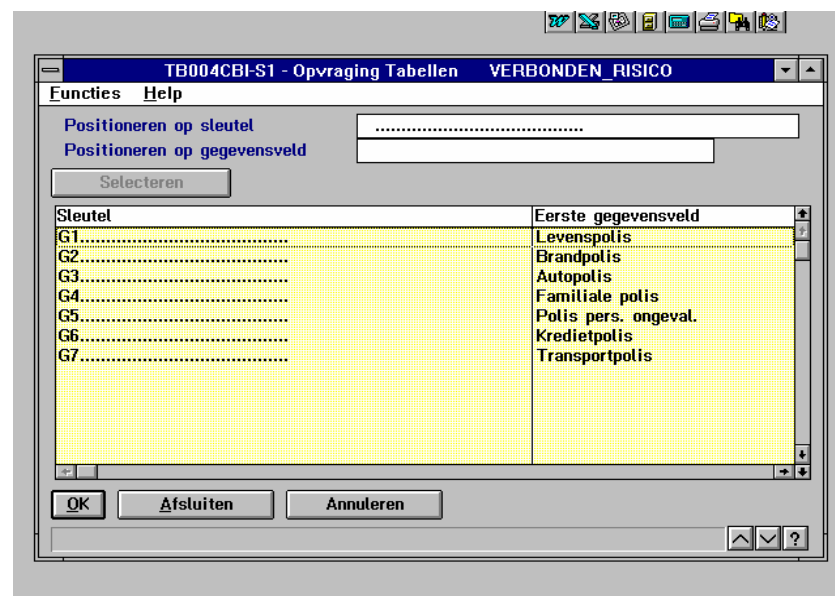 TB004CBI-S1 - Opvraging Tabellen VERBONDEN_RISICO
Functies Help
Positioneren op sleutel .......................................
Positioneren op gegevensveld
Selecteren
Sleutel Eerste gegevensveld
G1....................................... Levenspolis
G2....................................... Brandpolis
G3....................................... Autopolis
G4....................................... Familiale polis
G5....................................... Polis pers. ongeval.
G6....................................... Kredietpolis
G7....................................... Transportpolis
OK Afsluiten Annuleren
?